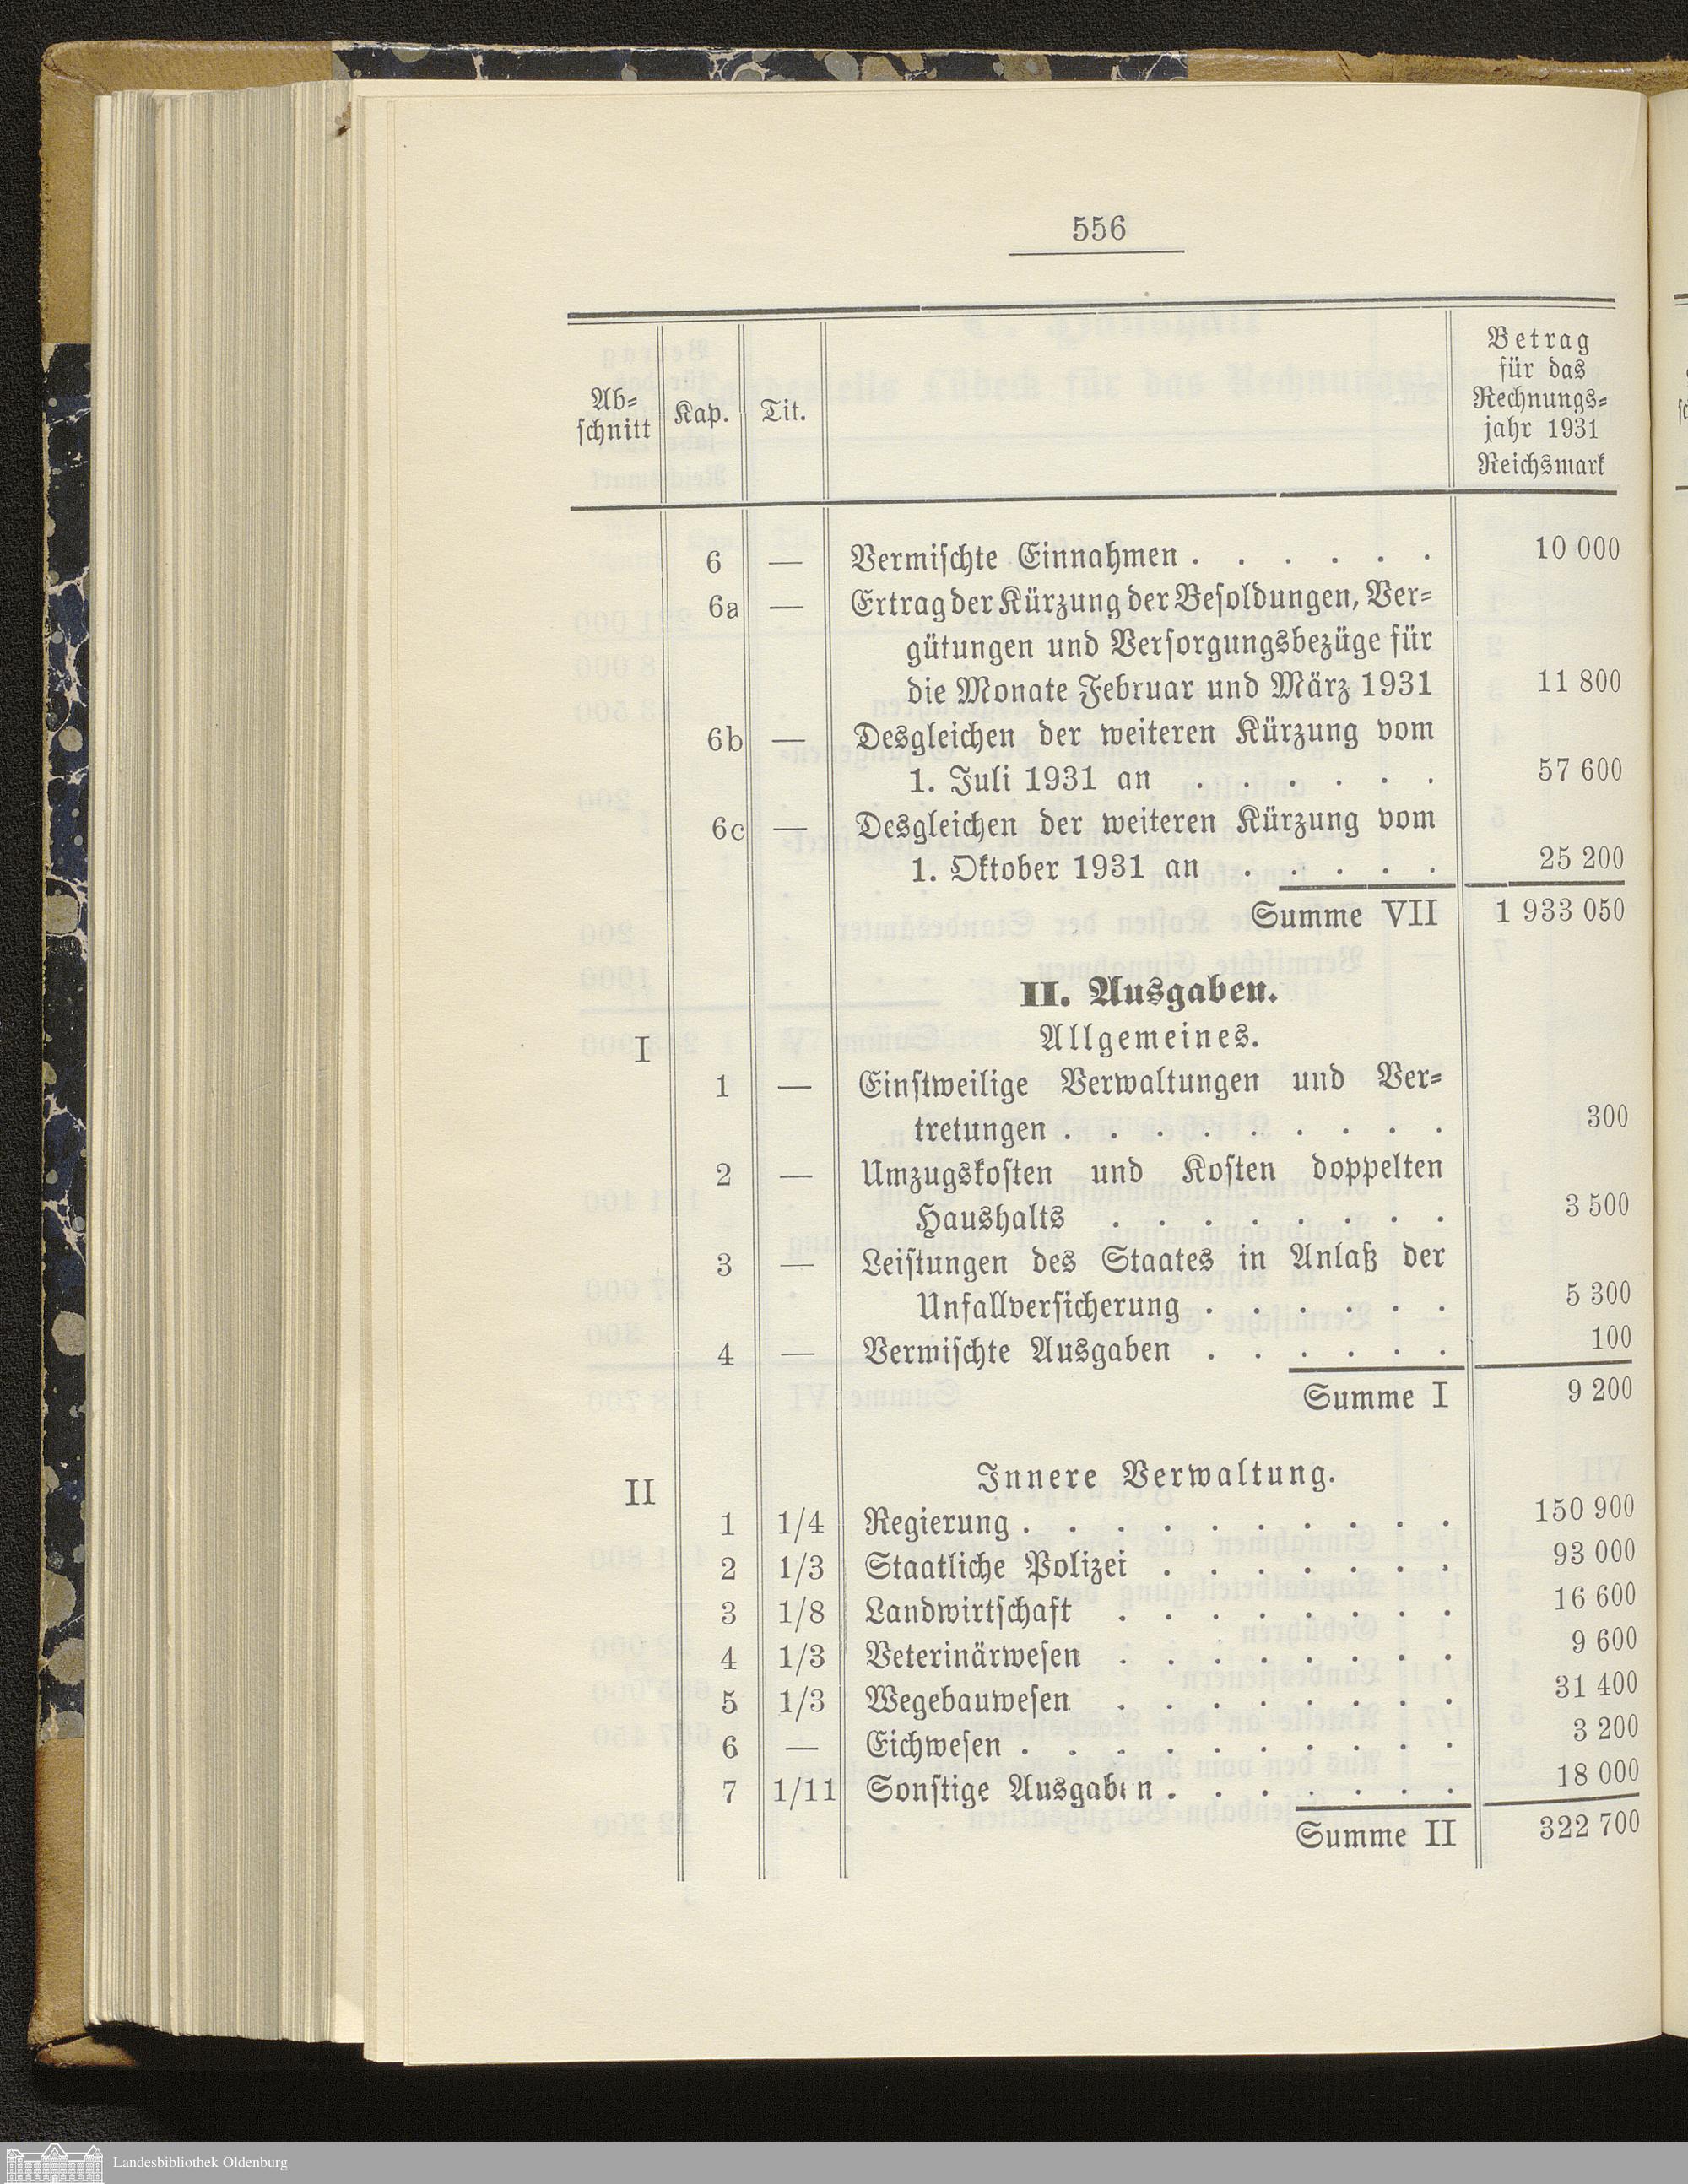 556
Ab-
schnitt
Kap.
Tit.
Betrag
für das
Rechnungs-
jahr 1931
Reichsmark
6 — Vermischte Einnahmen . . . . . . 10 000
6a — Ertrag der Kürzung der Besoldungen, Ver-
gütungen und Versorgungsbezüge für
die Monate Februar und März 1931 11 800
6b — Desgleichen der weiteren Kürzung vom
1. Juli 1931 an . . . . . . 57 600
6c — Desgleichen der weiteren Kürzung vom
1. Oktober 1931 an . . . . . 25 200
Summe VII 1 933 050
II. Ausgaben.
I Allgemeines.
1 — Einstweilige Verwaltungen und Ver-
tretungen . . . . . . . . . 300
2 — Umzugskosten und Kosten doppelten
Haushalts . . . . . . . . 3 500
3 — Leistungen des Staates in Anlaß der
Unfallversicherung . . . . . . 5 300
4 — Vermischte Ausgaben . . . . . . 100
Summe I 9 200
II Innere Verwaltung.
1 1/4 Regierung . . . . . . . . . . 150 900
2 1/3 Staatliche Polizei . . . . . . . 93 000
3 1/8 Landwirtschaft . . . . . . . . 16 600
4 1/3 Veterinärwesen . . . . . . . . 9 600
5 1/3 Wegebauwesen . . . . . . . . 31 400
6 — Eichwesen . . . . . . . . . . 3 200
7 1/11 Sonstige Ausgaben . . . . . . . 18 000
Summe II 322 700
Landesbibliothek Oldenburg